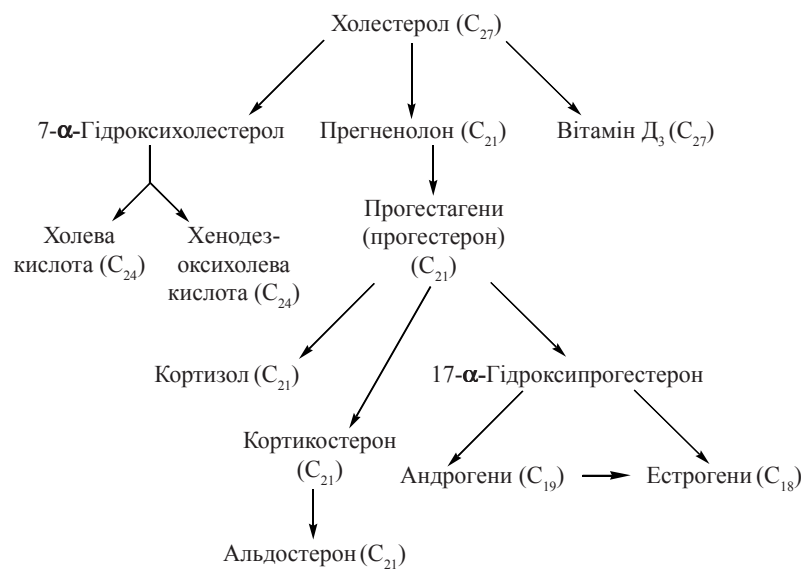 Холестерол (C₂₇)
7-α-Гідроксихолестерол
Прегненолон (C₂₁)
Вітамін Д₃ (C₂₇)
Холева
кислота (C₂₄)
Хенодез-
оксихолева
кислота (C₂₄)
Прогестагени
(прогестерон)
(C₂₁)
Кортизол (C₂₁)
17-α-Гідроксипрогестерон
Кортикостерон
(C₂₁)
Андрогени (C₁₉)
Естрогени (C₁₈)
Альдостерон (C₂₁)